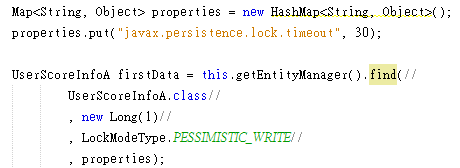 Map<String, Object> properties = new HashMap<String, Object>();
properties.put("javax.persistence.lock.timeout", 30);
UserScoreInfoA firstData = this.getEntityManager().find(//
UserScoreInfoA.class//
, new Long(1)//
, LockModeType.PESSIMISTIC_WRITE//
, properties);